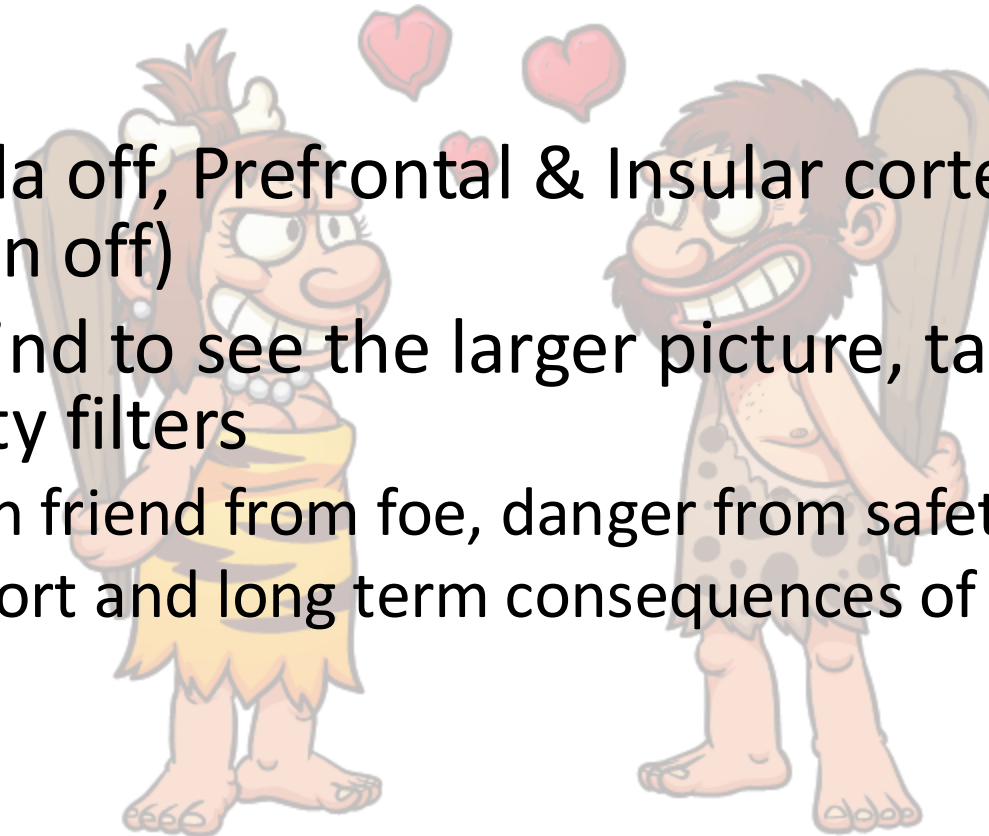 la off, Prefrontal & Insular corte
n off)
ind to see the larger picture, ta
ty filters
n friend from foe, danger from safet
ort and long term consequences of